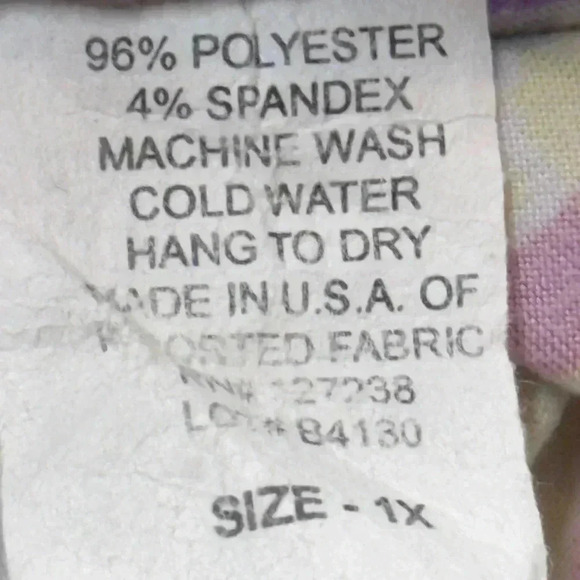 96% POLYESTER
4% SPANDEX
MACHINE WASH
COLD WATER
HANG TO DRY
MADE IN U.S.A. OF
IMPORTED FABRIC
RN#
LOT# 84130
SIZE - 1X